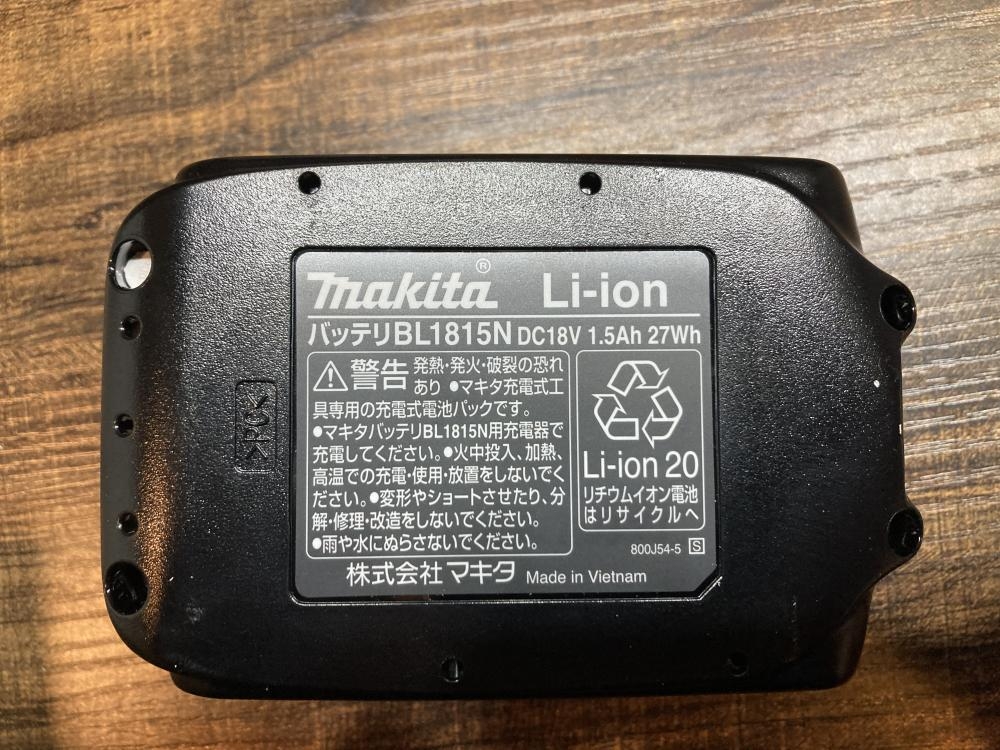 Makita® Li-ion
バッテリBL1815N DC18V 1.5Ah 27Wh
警告 発熱・発火・破裂の恐れ
あり ●マキタ充電式工
具専用の充電式電池パックです。
●マキタバッテリBL1815N用充電器で
充電してください。●火中投入、加熱、
高温での充電・使用・放置をしないでく
ださい。●変形やショートさせたり、分
解・修理・改造をしないでください。
●雨や水にぬらさないでください。
Li-ion 20
リチウムイオン電池
はリサイクルへ
800J54-5 S
株式会社マキタ Made in Vietnam